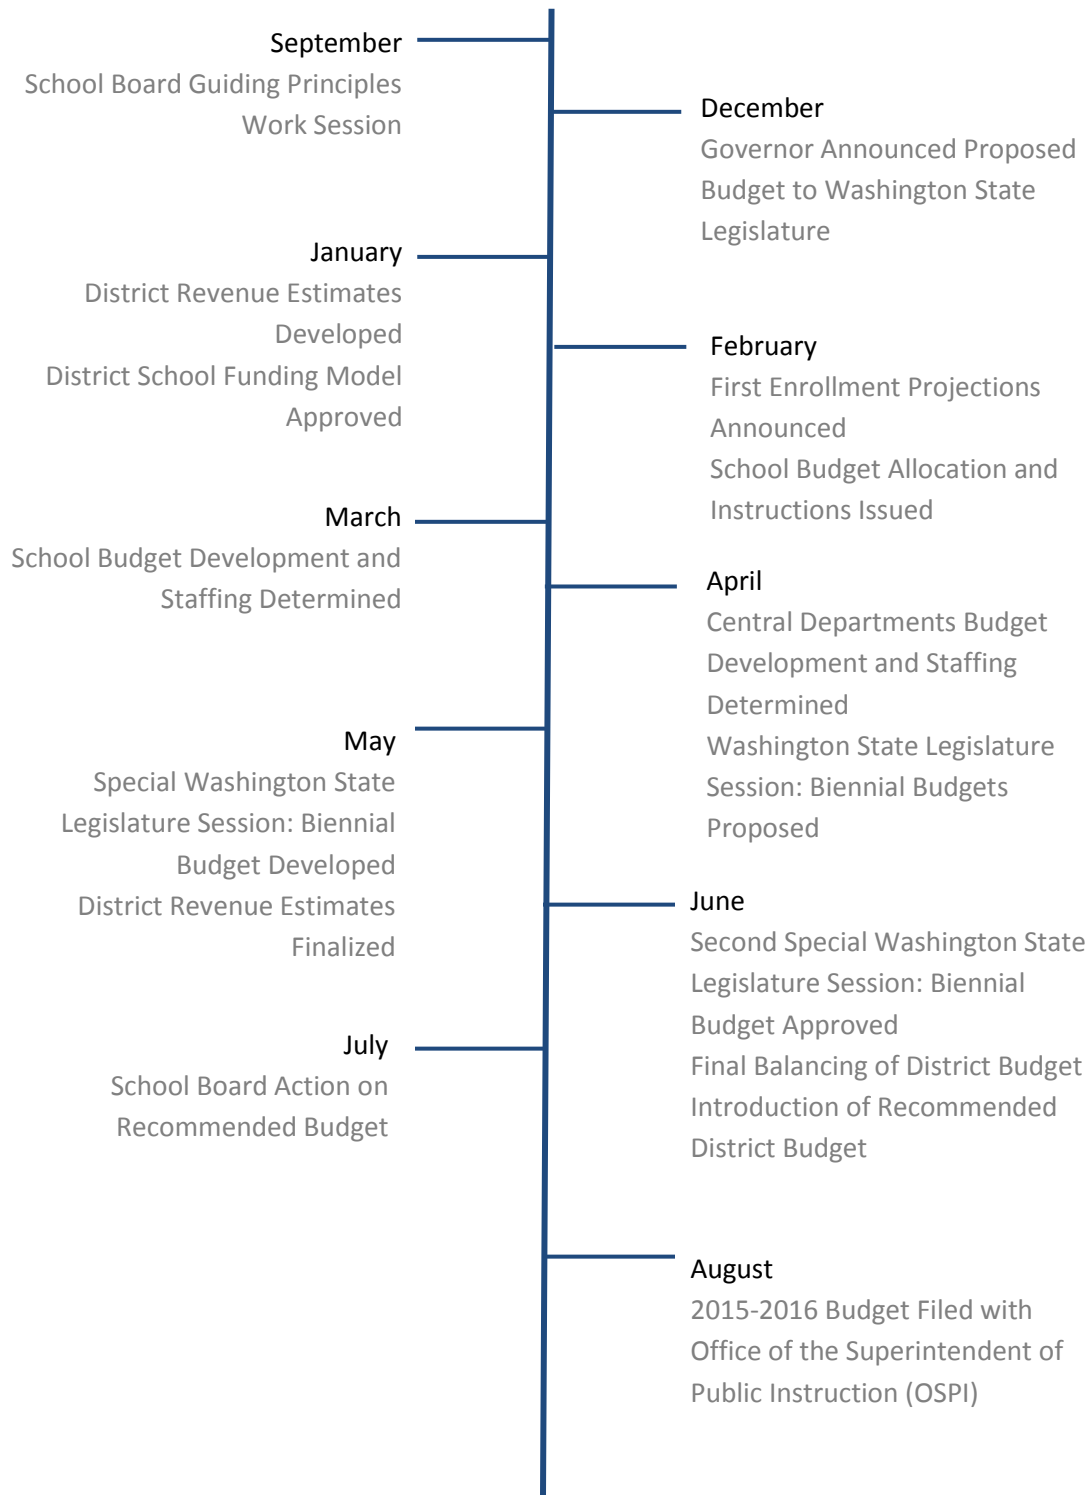 September
School Board Guiding Principles
Work Session
December
Governor Announced Proposed
Budget to Washington State
Legislature
January
District Revenue Estimates
Developed
District School Funding Model
Approved
February
First Enrollment Projections
Announced
School Budget Allocation and
Instructions Issued
March
School Budget Development and
Staffing Determined
April
Central Departments Budget
Development and Staffing
Determined
Washington State Legislature
Session: Biennial Budgets
Proposed
May
Special Washington State
Legislature Session: Biennial
Budget Developed
District Revenue Estimates
Finalized
June
Second Special Washington State
Legislature Session: Biennial
Budget Approved
Final Balancing of District Budget
Introduction of Recommended
District Budget
July
School Board Action on
Recommended Budget
August
2015-2016 Budget Filed with
Office of the Superintendent of
Public Instruction (OSPI)